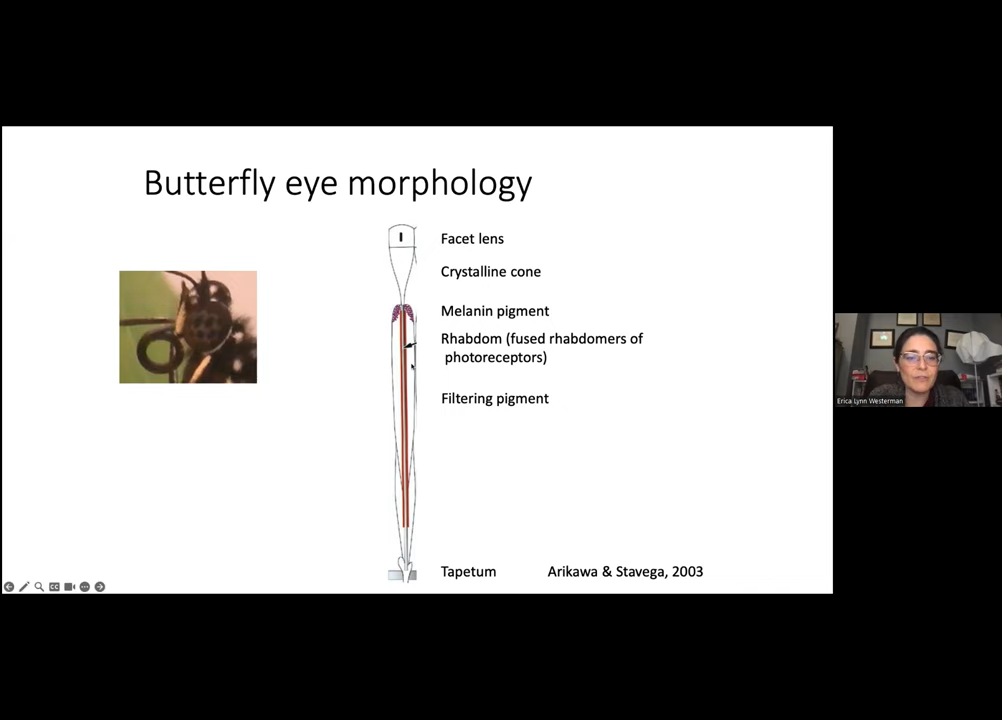 Butterfly eye morphology
Facet lens
Crystalline cone
Melanin pigment
Rhabdom (fused rhabdomers of
photoreceptors)
Filtering pigment
Tapetum
Arikawa & Stavega, 2003
Erica Lynn Westerman